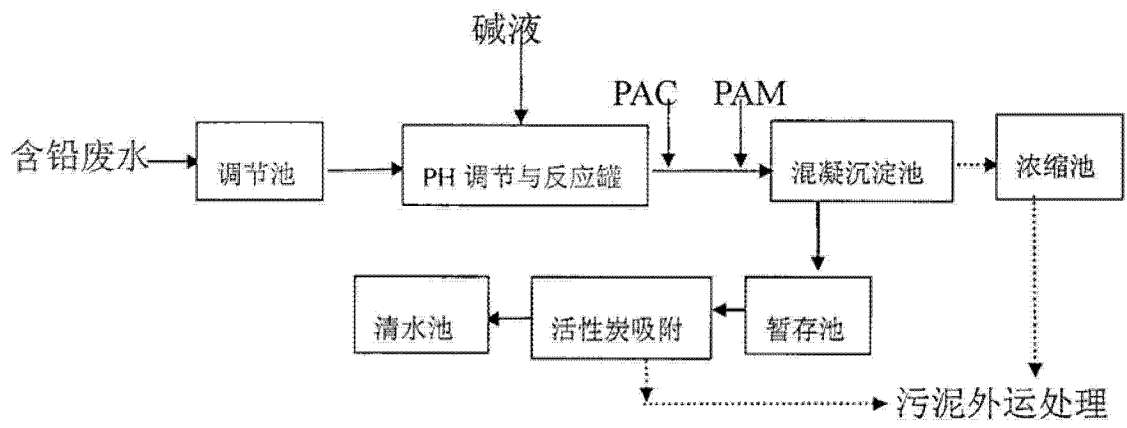 碱液
PAC PAM
含铅废水
调节池
PH 调节与反应罐
混凝沉淀池
浓缩池
清水池
活性炭吸附
暂存池
污泥外运处理